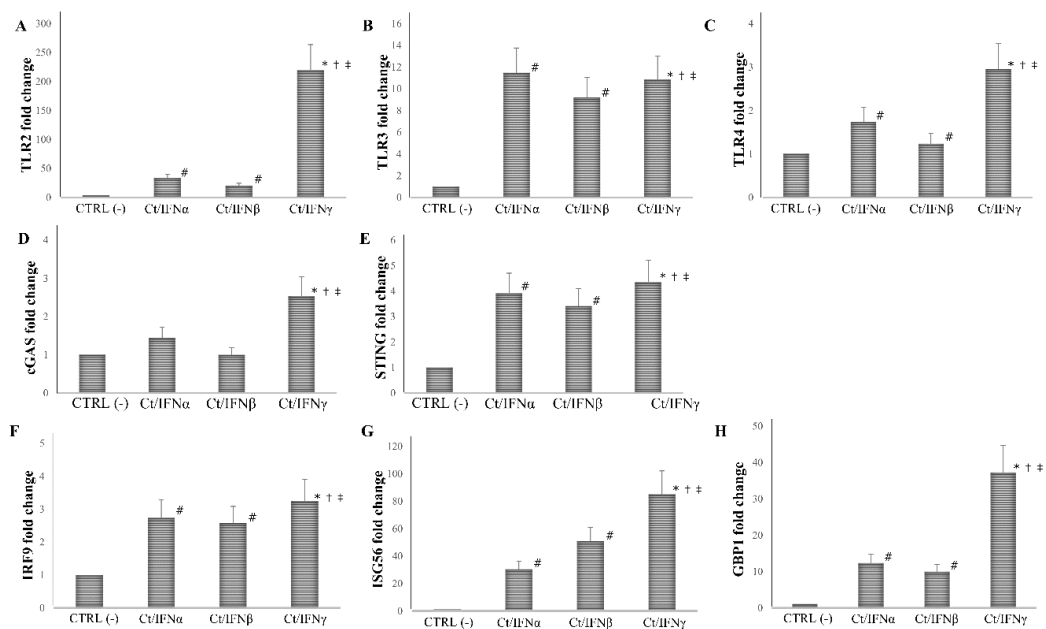 A
TLR2 fold change
300
250
200
150
100
50
0
# # * † ‡
CTRL (-) Ct/IFNα Ct/IFNβ Ct/IFNγ
B
TLR3 fold change
16
14
12
10
8
6
4
2
0
# # * † ‡
CTRL (-) Ct/IFNα Ct/IFNβ Ct/IFNγ
C
TLR4 fold change
4
3
2
1
0
# # * † ‡
CTRL (-) Ct/IFNα Ct/IFNβ Ct/IFNγ
D
cGAS fold change
4
3
2
1
0
* † ‡
CTRL (-) Ct/IFNα Ct/IFNβ Ct/IFNγ
E
STING fold change
6
5
4
3
2
1
0
# # * † ‡
CTRL (-) Ct/IFNα Ct/IFNβ Ct/IFNγ
F
IRF9 fold change
5
4
3
2
1
0
# # * † ‡
CTRL (-) Ct/IFNα Ct/IFNβ Ct/IFNγ
G
ISG56 fold change
120
100
80
60
40
20
0
# # * † ‡
CTRL (-) Ct/IFNα Ct/IFNβ Ct/IFNγ
H
GBP1 fold change
50
40
30
20
10
0
# # * † ‡
CTRL (-) Ct/IFNα Ct/IFNβ Ct/IFNγ